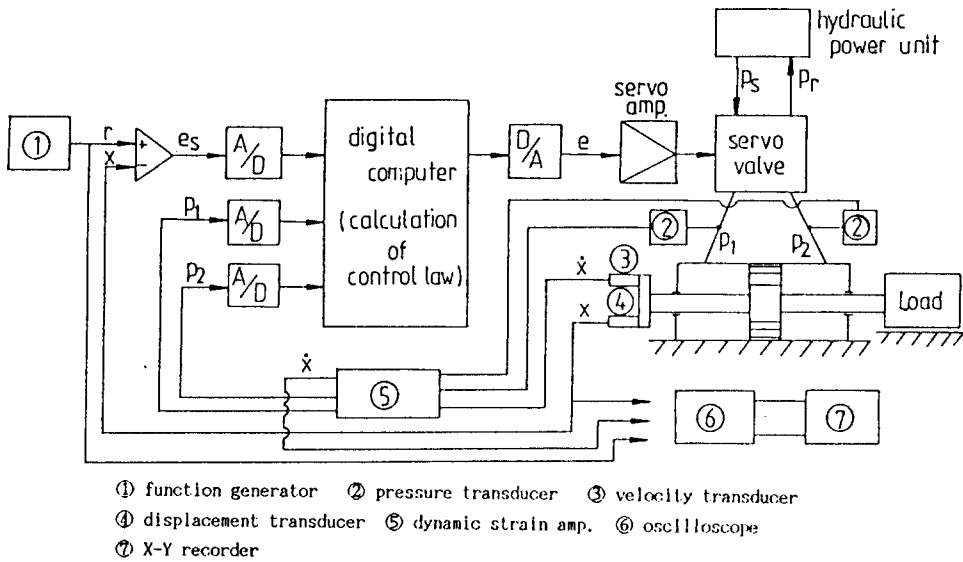 hydraulic
power unit
ps
pr
servo
amp.
①
r
x
+
−
es
A/D
digital
computer
(calculation
of
control law)
D/A
e
servo
valve
p1
A/D
②
p1
p2
②
p2
A/D
ẋ
③
x
④
Load
ẋ
⑤
⑥
⑦
① function generator ② pressure transducer ③ velocity transducer
④ displacement transducer ⑤ dynamic strain amp. ⑥ oscilloscope
⑦ X-Y recorder